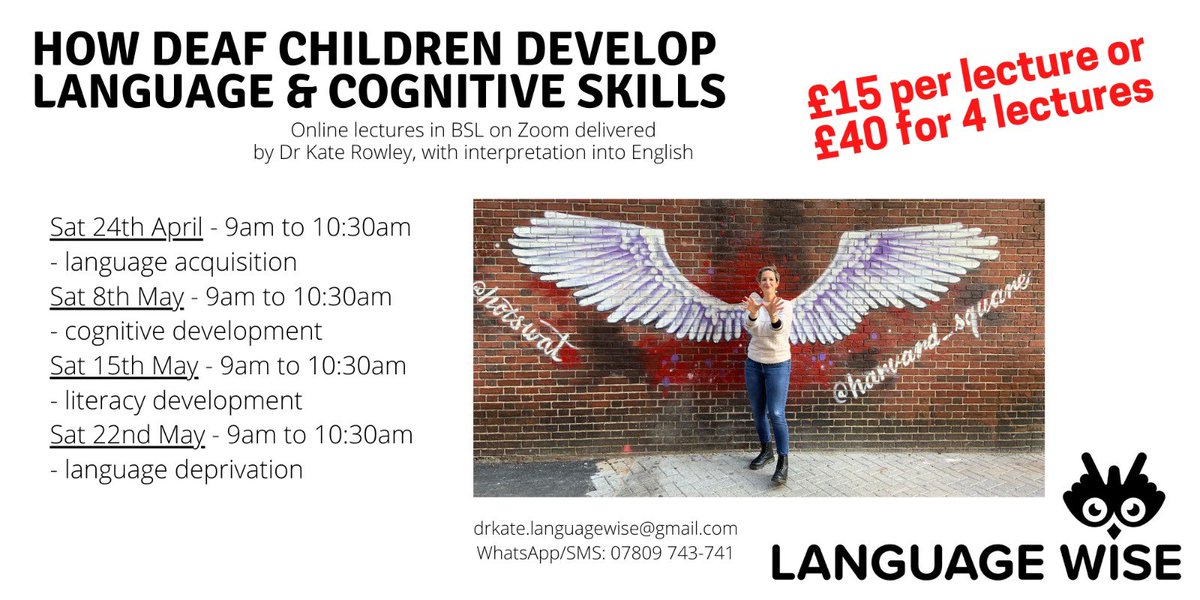 HOW DEAF CHILDREN DEVELOP
LANGUAGE & COGNITIVE SKILLS
Online lectures in BSL on Zoom delivered
by Dr Kate Rowley, with interpretation into English
£15 per lecture or
£40 for 4 lectures
Sat 24th April - 9am to 10:30am
- language acquisition
Sat 8th May - 9am to 10:30am
- cognitive development
Sat 15th May - 9am to 10:30am
- literacy development
Sat 22nd May - 9am to 10:30am
- language deprivation
@hotswat
@harvard_square
drkate.languagewise@gmail.com
WhatsApp/SMS: 07809 743-741
LANGUAGE WISE